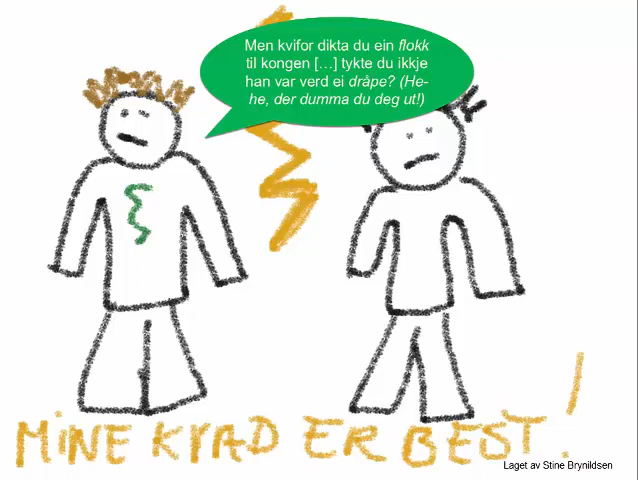 Men kvifor dikta du ein flokk
til kongen […] tykte du ikkje
han var verd ei dråpe? (He-
he, der dumma du deg ut!)
MINE KVAD ER BEST!
Laget av Stine Brynildsen